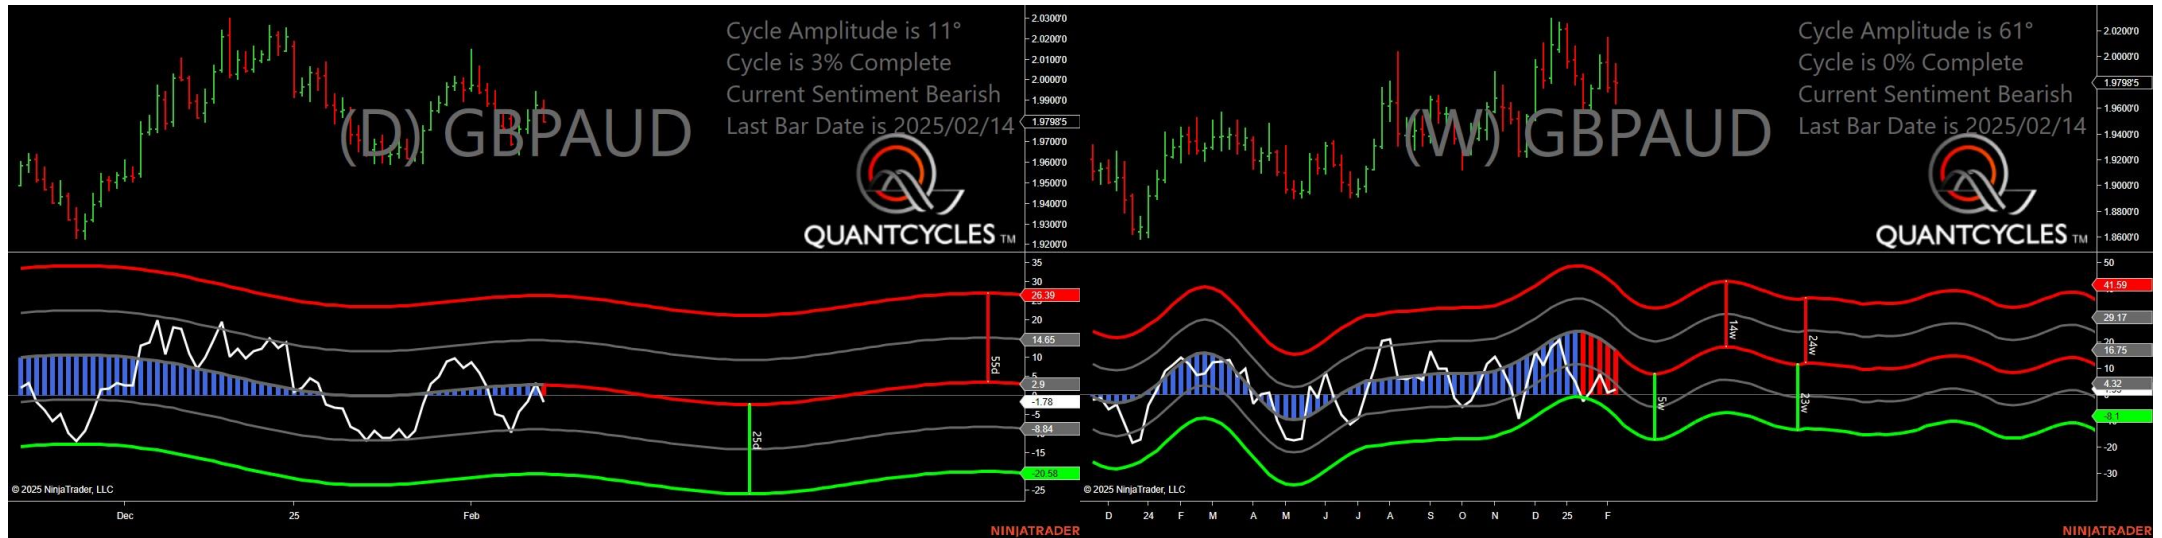 Cycle Amplitude is 11°
Cycle is 3% Complete
Current Sentiment Bearish
Last Bar Date is 2025/02/14
(D) GBPAUD
QUANTCYCLES TM
2.0300'0
2.0200'0
2.0100'0
2.0000'0
1.9900'0
1.9798'5
1.9700'0
1.9600'0
1.9500'0
1.9400'0
1.9300'0
1.9200'0
35
30
26.39
20
14.65
10
5
2.9
-1.78
-5
-8.84
-15
-20.58
-25
55d
25d
© 2025 NinjaTrader, LLC
Dec 25 Feb
NINJATRADER
Cycle Amplitude is 61°
Cycle is 0% Complete
Current Sentiment Bearish
Last Bar Date is 2025/02/14
(W) GBPAUD
QUANTCYCLES TM
2.0200'0
2.0000'0
1.9798'5
1.9600'0
1.9400'0
1.9200'0
1.9000'0
1.8800'0
1.8600'0
50
41.59
29.17
16.75
10
4.32
-8.1
-20
-30
14w
24w
5w
23w
© 2025 NinjaTrader, LLC
D 24 F M A M J J A S O N D 25 F
NINJATRADER